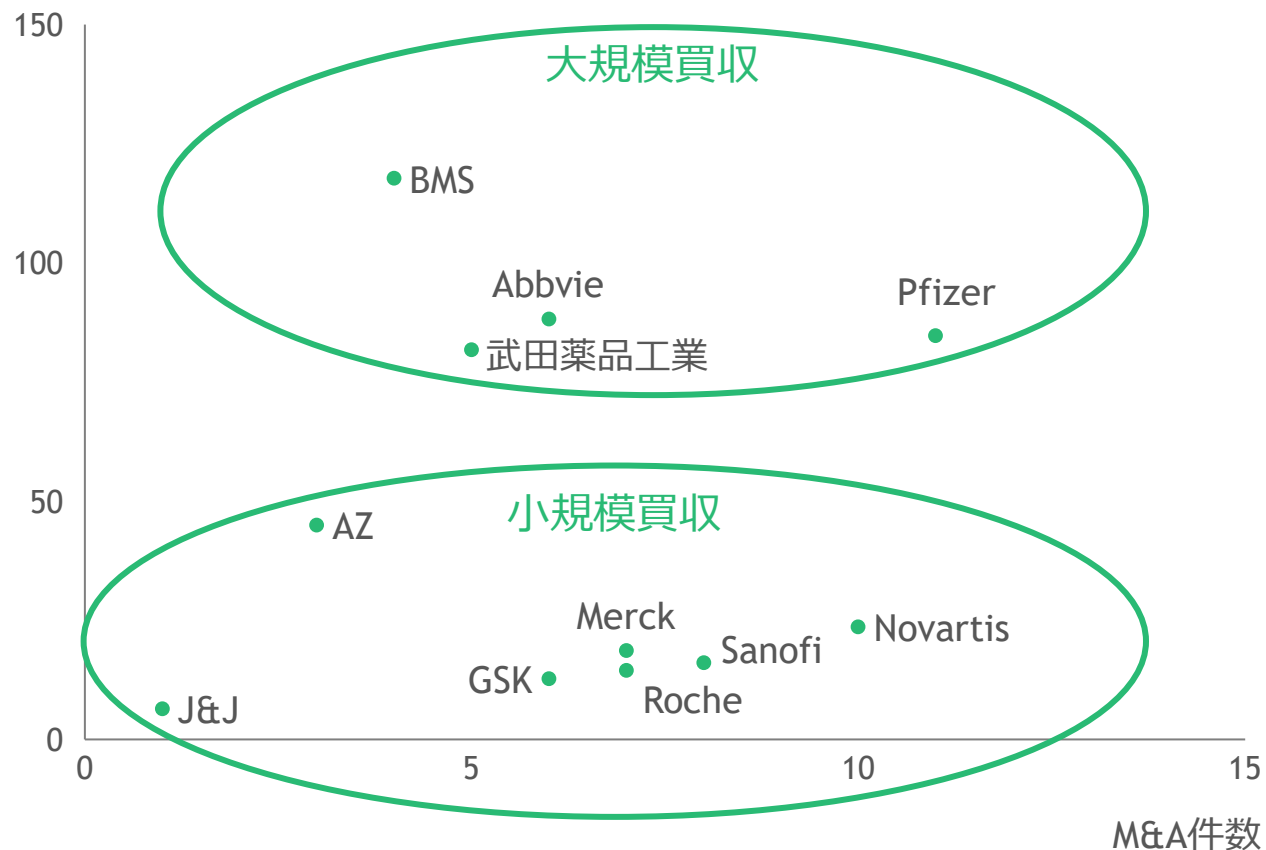 150
大規模買収
BMS
100
Abbvie
Pfizer
武田薬品工業
50
小規模買収
AZ
Merck
Novartis
Sanofi
GSK
Roche
J&J
0
0 5 10 15
M&A件数